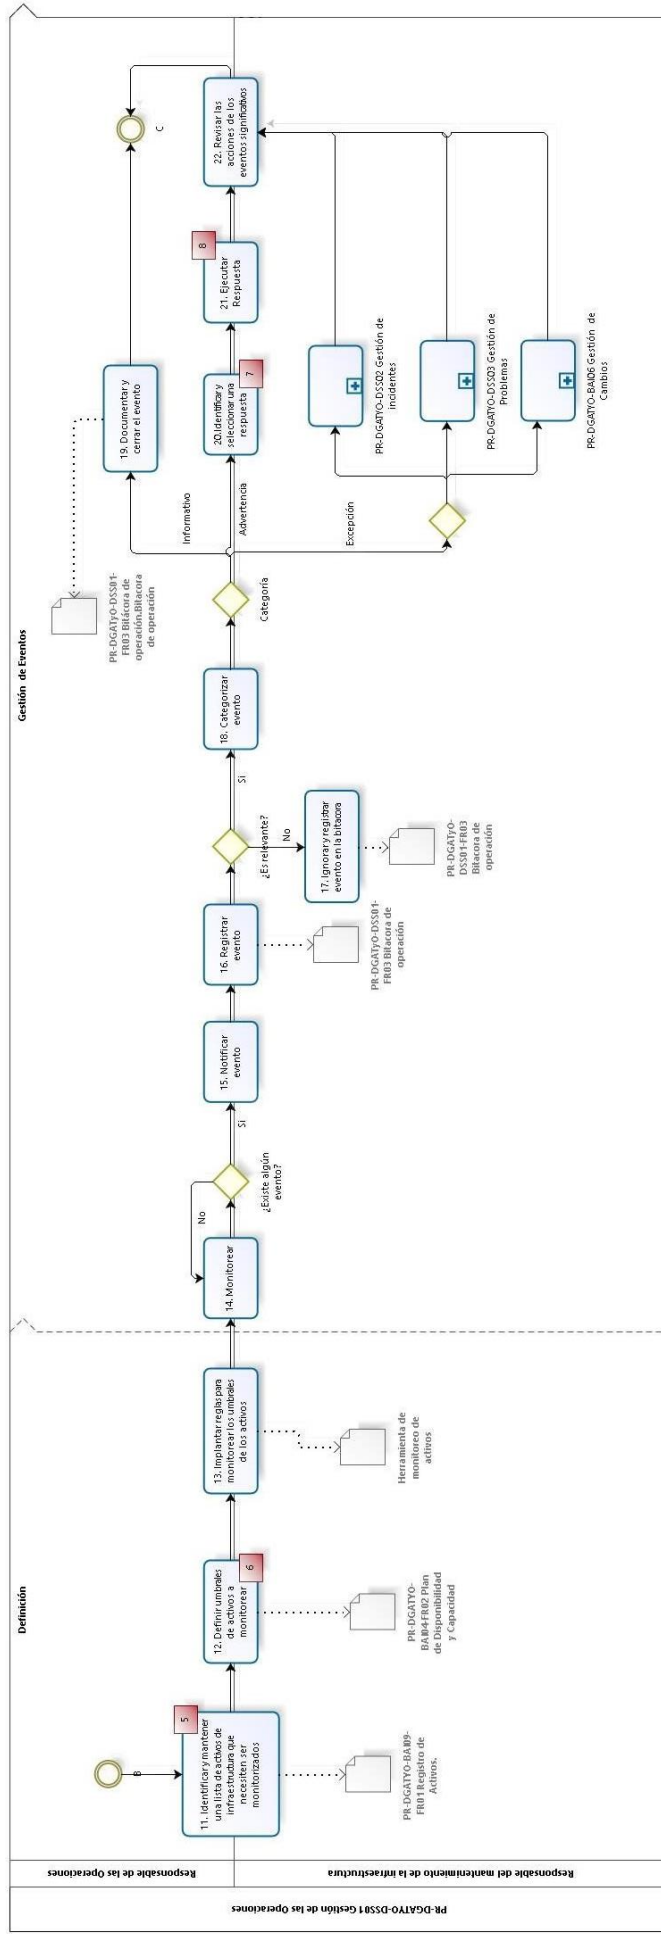 PR-DGATYO-DSS01 Gestión de las Operaciones
Responsable de las Operaciones
Responsable del mantenimiento de la infraestructura
Definición
Gestión de Eventos
B
5
11. Identificar y mantener
una lista de activos de
infraestructura que
necesiten ser
monitorizados
PR-DGATYO-BAI09-
FR01 Registro de
Activos.
6
12. Definir umbrales
de activos a
monitorear
PR-DGATYO-
BAI04-FR02 Plan
de Disponibilidad
y Capacidad
13. Implantar reglas para
monitorear los umbrales
de los activos
Herramienta de
monitoreo de
activos
14. Monitorear
No
¿Existe algún
evento?
Si
15. Notificar
evento
16. Registrar
evento
PR-DGATyO-DSS01-
FR03 Bitacora de
operación
¿Es relevante?
No
17. Ignorar y registrar
evento en la bitacora
PR-DGATyO-
DSS01-FR03
Bitacora de
operación
Si
18. Categorizar
evento
Categoría
Informativo
Advertencia
Excepción
19. Documentar y
cerrar el evento
PR-DGATyO-DSS01-
FR03 Bitácora de
operación.Bitacora
de operación
7
20.Identificar y
seleccionar una
respuesta
8
21. Ejecutar
Respuesta
22. Revisar las
acciones de los
eventos significativos
C
PR-DGATYO-DSS02 Gestión de
incidentes
PR-DGATYO-DSS03 Gestión de
Problemas
PR-DGATYO-BAI06 Gestión de
Cambios